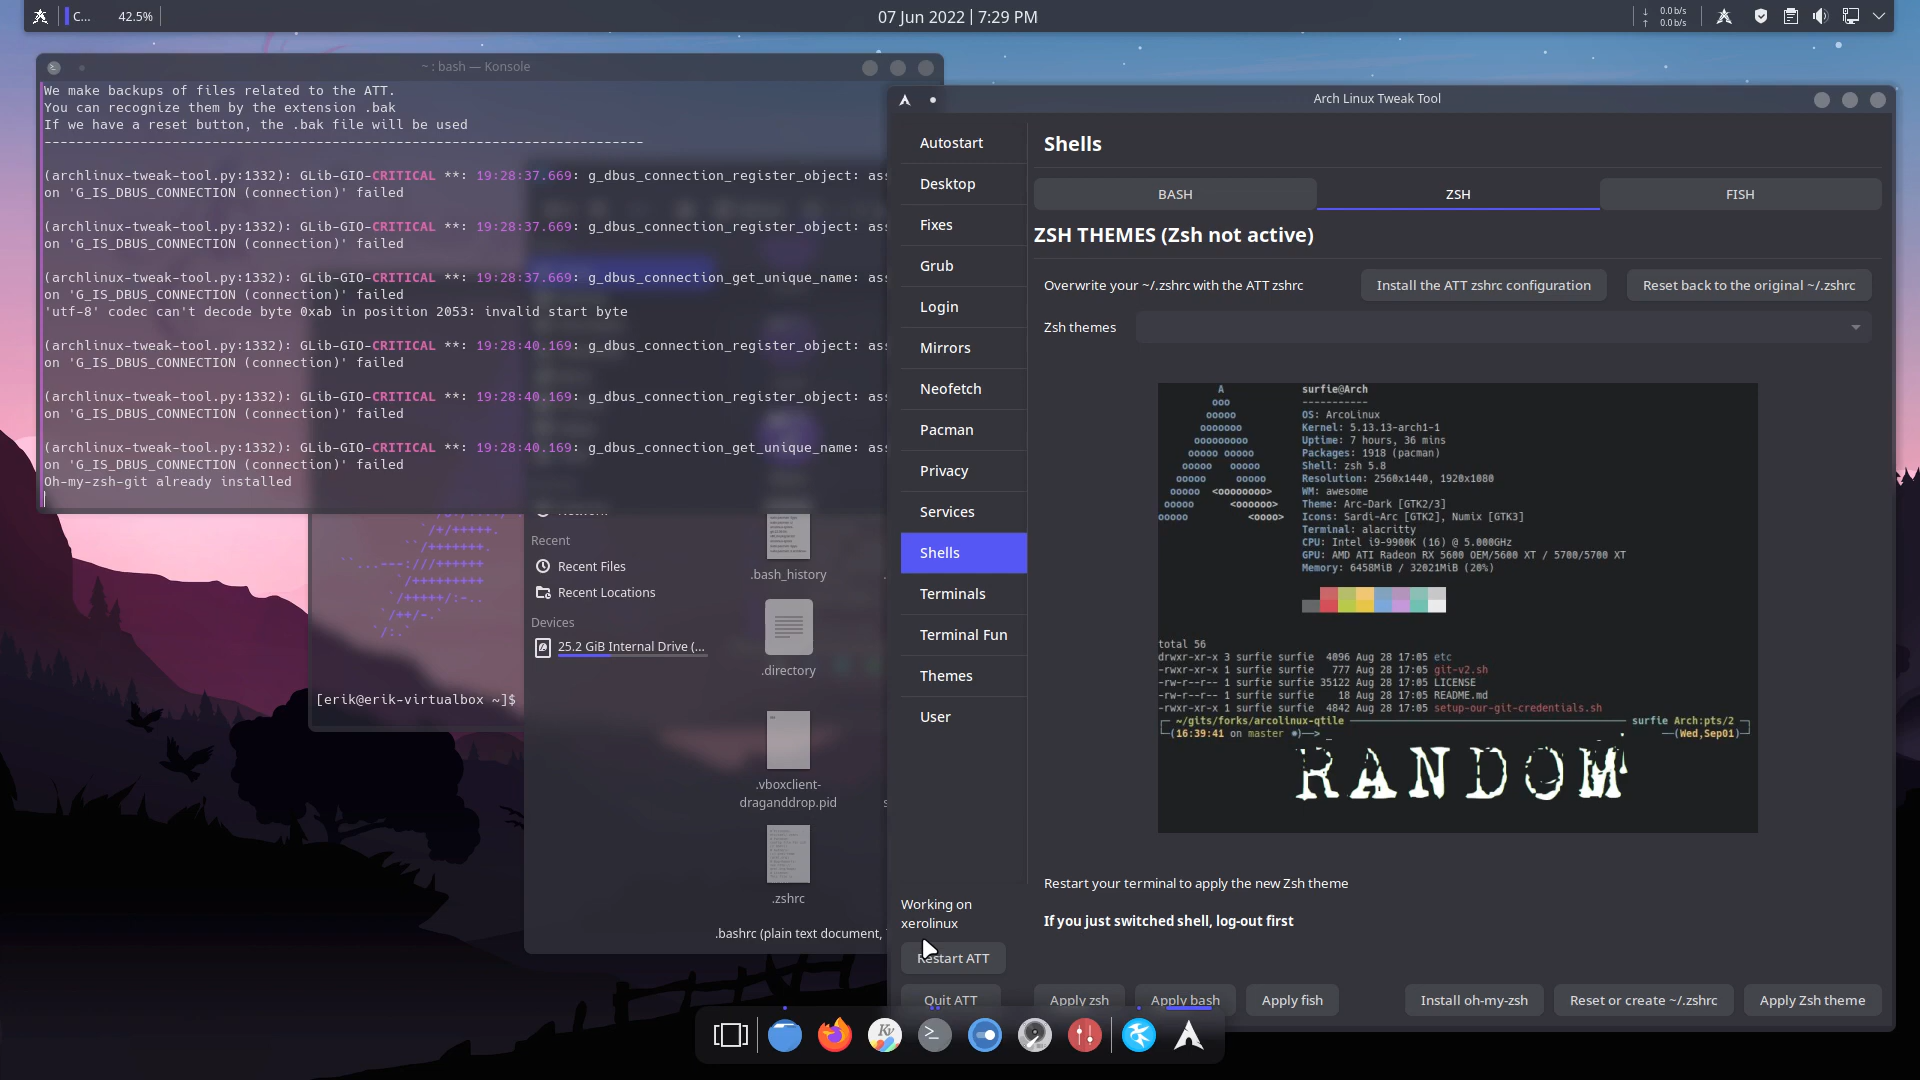 C...
42.5%
07 Jun 2022 | 7:29 PM
↓ 0.0 b/s
↑ 0.0 b/s
~ : bash — Konsole
We make backups of files related to the ATT.
You can recognize them by the extension .bak
If we have a reset button, the .bak file will be used
---------------------------------------------------------------------------
(archlinux-tweak-tool.py:1332): GLib-GIO-CRITICAL **: 19:28:37.669: g_dbus_connection_register_object: ass
on 'G_IS_DBUS_CONNECTION (connection)' failed
(archlinux-tweak-tool.py:1332): GLib-GIO-CRITICAL **: 19:28:37.669: g_dbus_connection_register_object: ass
on 'G_IS_DBUS_CONNECTION (connection)' failed
(archlinux-tweak-tool.py:1332): GLib-GIO-CRITICAL **: 19:28:37.669: g_dbus_connection_get_unique_name: ass
on 'G_IS_DBUS_CONNECTION (connection)' failed
'utf-8' codec can't decode byte 0xab in position 2053: invalid start byte
(archlinux-tweak-tool.py:1332): GLib-GIO-CRITICAL **: 19:28:40.169: g_dbus_connection_register_object: ass
on 'G_IS_DBUS_CONNECTION (connection)' failed
(archlinux-tweak-tool.py:1332): GLib-GIO-CRITICAL **: 19:28:40.169: g_dbus_connection_register_object: ass
on 'G_IS_DBUS_CONNECTION (connection)' failed
(archlinux-tweak-tool.py:1332): GLib-GIO-CRITICAL **: 19:28:40.169: g_dbus_connection_get_unique_name: ass
on 'G_IS_DBUS_CONNECTION (connection)' failed
Oh-my-zsh-git already installed
[erik@erik-virtualbox ~]$
Recent
Recent Files
Recent Locations
Devices
25.2 GiB Internal Drive (...
.bash_history
.directory
.vboxclient-
draganddrop.pid
.zshrc
.bashrc (plain text document,
Arch Linux Tweak Tool
Autostart
Desktop
Fixes
Grub
Login
Mirrors
Neofetch
Pacman
Privacy
Services
Shells
Terminals
Terminal Fun
Themes
User
Working on
xerolinux
Restart ATT
Quit ATT
Shells
BASH
ZSH
FISH
ZSH THEMES (Zsh not active)
Overwrite your ~/.zshrc with the ATT zshrc
Install the ATT zshrc configuration
Reset back to the original ~/.zshrc
Zsh themes
surfie@Arch
-----------
OS: ArcoLinux
Kernel: 5.13.13-arch1-1
Uptime: 7 hours, 36 mins
Packages: 1918 (pacman)
Shell: zsh 5.8
Resolution: 2560x1440, 1920x1080
WM: awesome
Theme: Arc-Dark [GTK2/3]
Icons: Sardi-Arc [GTK2], Numix [GTK3]
Terminal: alacritty
CPU: Intel i9-9900K (16) @ 5.000GHz
GPU: AMD ATI Radeon RX 5600 OEM/5600 XT / 5700/5700 XT
Memory: 6458MiB / 32021MiB (20%)
total 56
drwxr-xr-x 3 surfie surfie  4096 Aug 28 17:05 etc
-rwxr-xr-x 1 surfie surfie   777 Aug 28 17:05 git-v2.sh
-rw-r--r-- 1 surfie surfie 35122 Aug 28 17:05 LICENSE
-rw-r--r-- 1 surfie surfie    18 Aug 28 17:05 README.md
-rwxr-xr-x 1 surfie surfie  4842 Aug 28 17:05 setup-our-git-credentials.sh
~/gits/forks/arcolinux-qtile
surfie Arch:pts/2
(16:39:41 on master ✹)──> _
(Wed,Sep01)
RANDOM
Restart your terminal to apply the new Zsh theme
If you just switched shell, log-out first
Apply zsh
Apply bash
Apply fish
Install oh-my-zsh
Reset or create ~/.zshrc
Apply Zsh theme